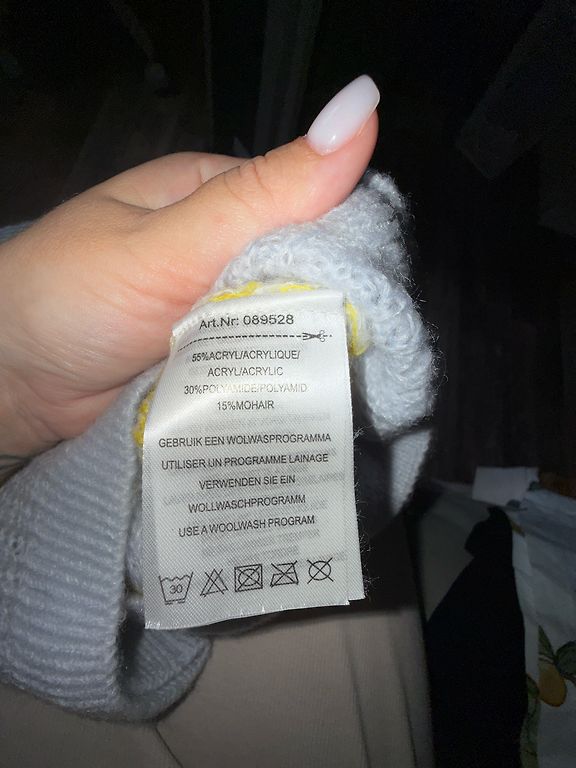 Art.Nr: 089528
55%ACRYL/ACRYLIQUE/
ACRYL/ACRYLIC
30%POLYAMIDE/POLYAMID
15%MOHAIR
GEBRUIK EEN WOLWASPROGRAMMA
UTILISER UN PROGRAMME LAINAGE
VERWENDEN SIE EIN
WOLLWASCHPROGRAMM
USE A WOOLWASH PROGRAM
30